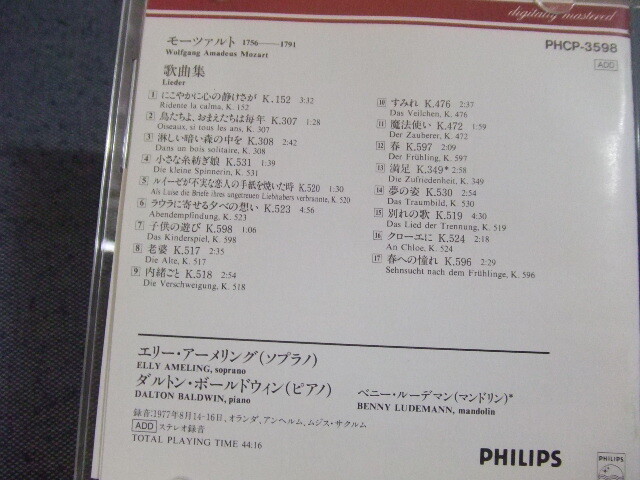 digitally mastered
PHCP-3598
ADD
モーツァルト 1756——1791
Wolfgang Amadeus Mozart
歌曲集
Lieder
1 にこやかに心の静けさが K.152 3:32
Ridente la calma, K. 152
2 鳥たちよ、おまえたちは毎年 K.307 1:28
Oiseaux, si tous les ans, K. 307
3 淋しい暗い森の中を K.308 2:42
Dans un bois solitaire, K. 308
4 小さな糸紡ぎ娘 K.531 1:39
Die kleine Spinnerin, K. 531
5 ルイーゼが不実な恋人の手紙を焼いた時 K.520 1:30
Als Luise die Briefe ihres ungetreuen Liebhabers verbrannte, K. 520
6 ラウラに寄せる夕べの想い K.523 4:56
Abendempfindung, K. 523
7 子供の遊び K.598 1:06
Das Kinderspiel, K. 598
8 老婆 K.517 2:35
Die Alte, K. 517
9 内緒ごと K.518 2:54
Die Verschweigung, K. 518
10 すみれ K.476 2:37
Das Veilchen, K. 476
11 魔法使い K.472 1:59
Der Zauberer, K. 472
12 春 K.597 2:09
Der Frühling, K. 597
13 満足 K.349* 2:58
Die Zufriedenheit, K. 349
14 夢の姿 K.530 2:54
Das Traumbild, K. 530
15 別れの歌 K.519 4:30
Das Lied der Trennung, K. 519
16 クローエに K.524 2:18
An Chloe, K. 524
17 春への憧れ K.596 2:29
Sehnsucht nach dem Frühlinge, K. 596
エリー・アーメリング(ソプラノ)
ELLY AMELING, soprano
ダルトン・ボールドウィン(ピアノ)
DALTON BALDWIN, piano
ベニー・ルーデマン(マンドリン)*
BENNY LUDEMANN, mandolin
録音:1977年8月14-16日、オランダ、アンヘルム、ムジス・サクルム
ADD ステレオ録音
TOTAL PLAYING TIME 44:16
PHILIPS
PHILIPS